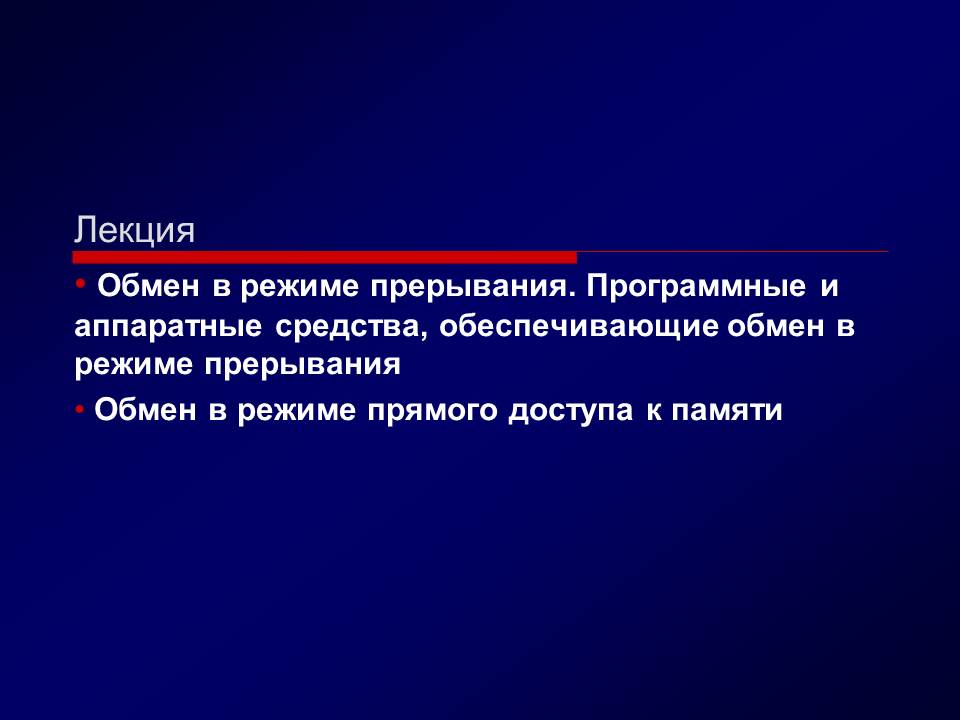 Лекция
• Обмен в режиме прерывания. Программные и
аппаратные средства, обеспечивающие обмен в
режиме прерывания
• Обмен в режиме прямого доступа к памяти